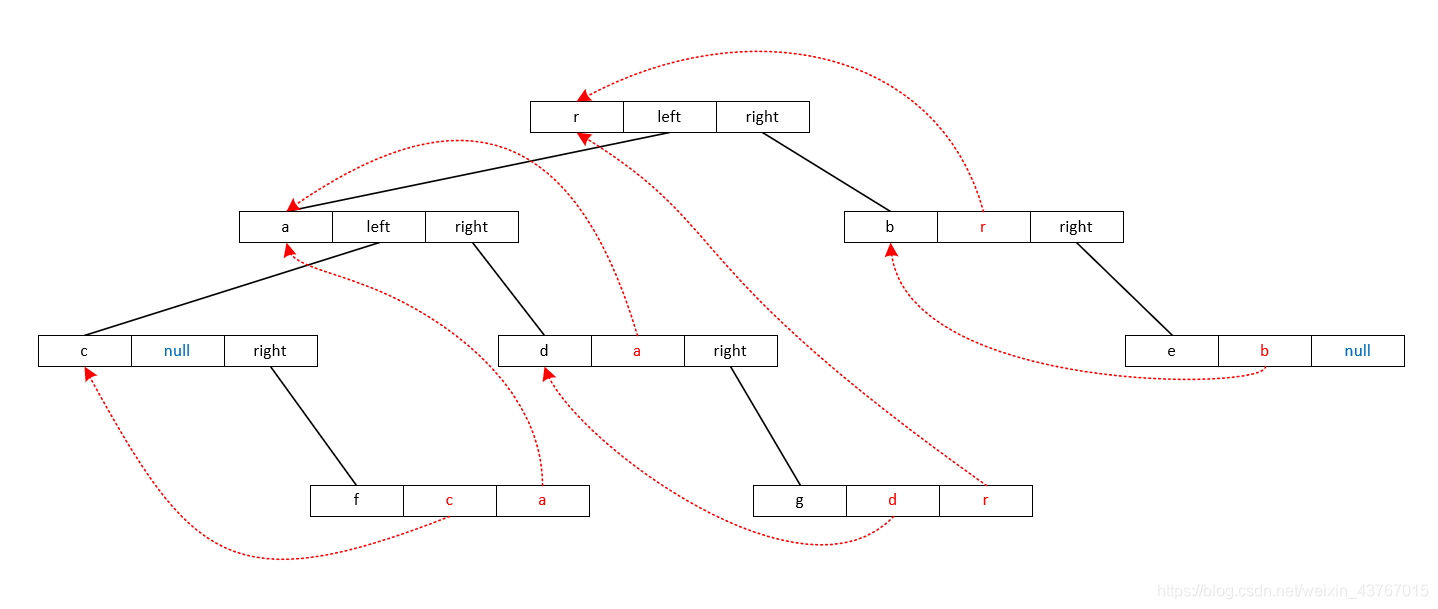 r left right
a left right
b r right
c null right
d a right
e b null
f c a
g d r
https://blog.csdn.net/weixin_43767015